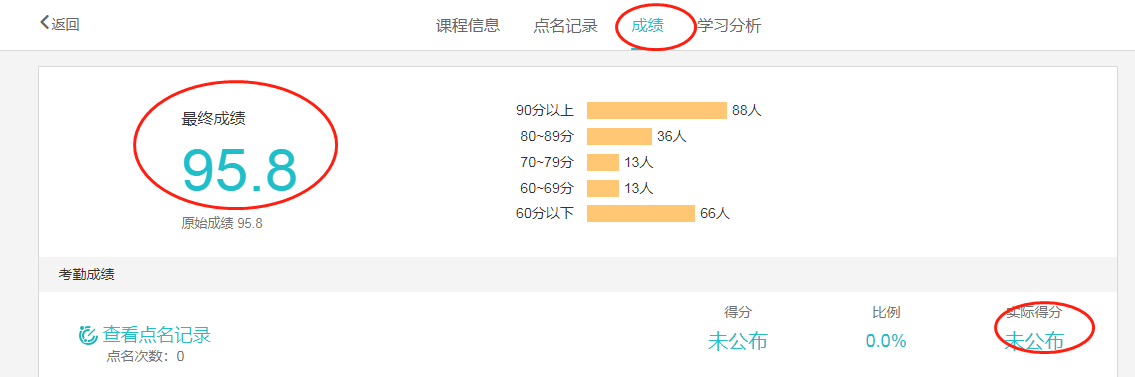 返回
课程信息 点名记录 成绩 学习分析
最终成绩
95.8
原始成绩 95.8
90分以上 88人
80~89分 36人
70~79分 13人
60~69分 13人
60分以下 66人
考勤成绩
得分 比例 实际得分
查看点名记录 未公布 0.0% 未公布
点名次数：0